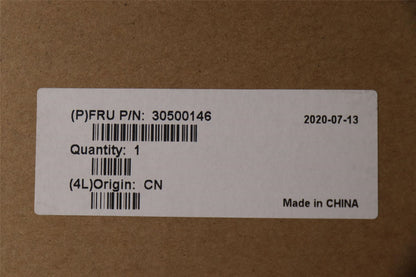 (P)FRU P/N: 30500146
2020-07-13
Quantity: 1
(4L)Origin: CN
Made in CHINA